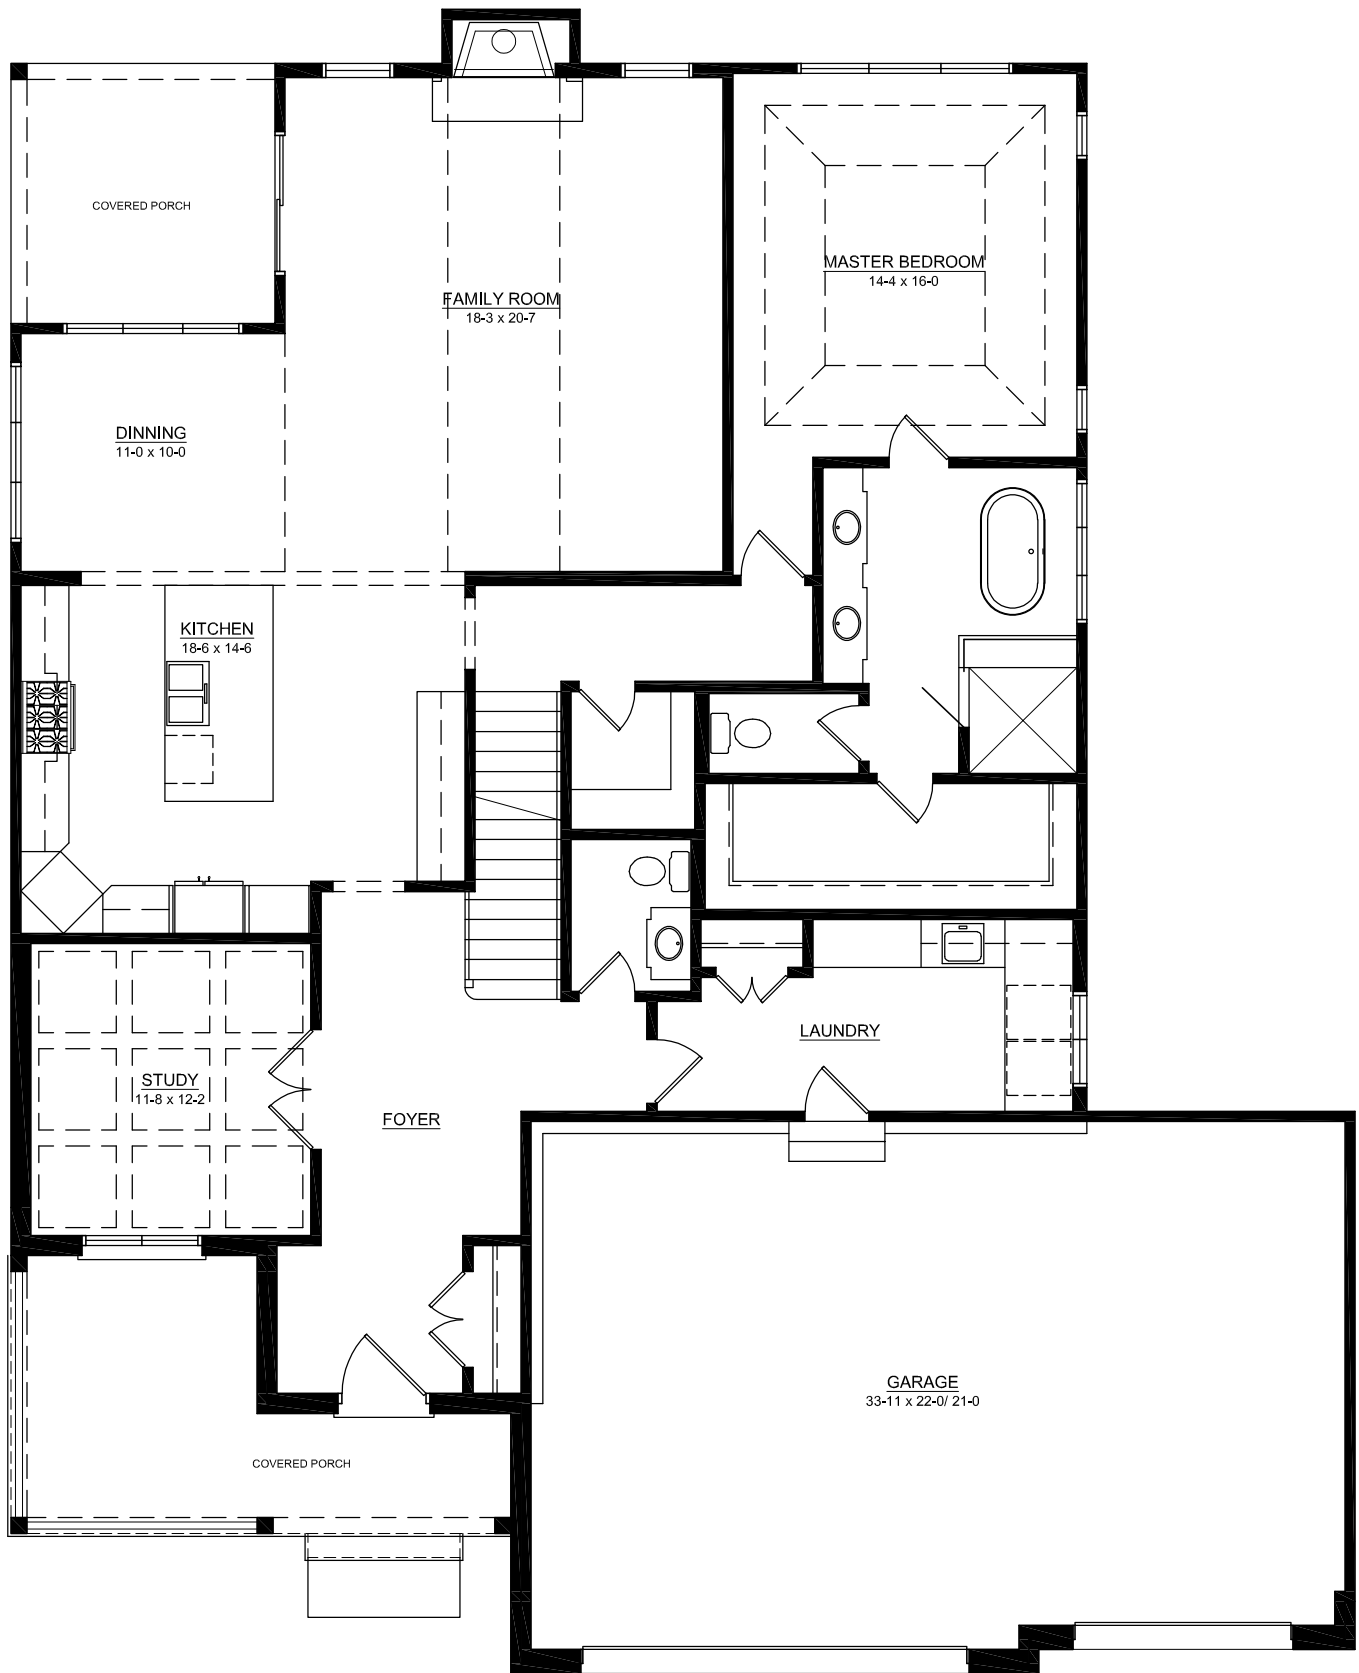 COVERED PORCH
MASTER BEDROOM
14-4 x 16-0
FAMILY ROOM
18-3 x 20-7
DINNING
11-0 x 10-0
KITCHEN
18-6 x 14-6
LAUNDRY
STUDY
11-8 x 12-2
FOYER
GARAGE
33-11 x 22-0/ 21-0
COVERED PORCH